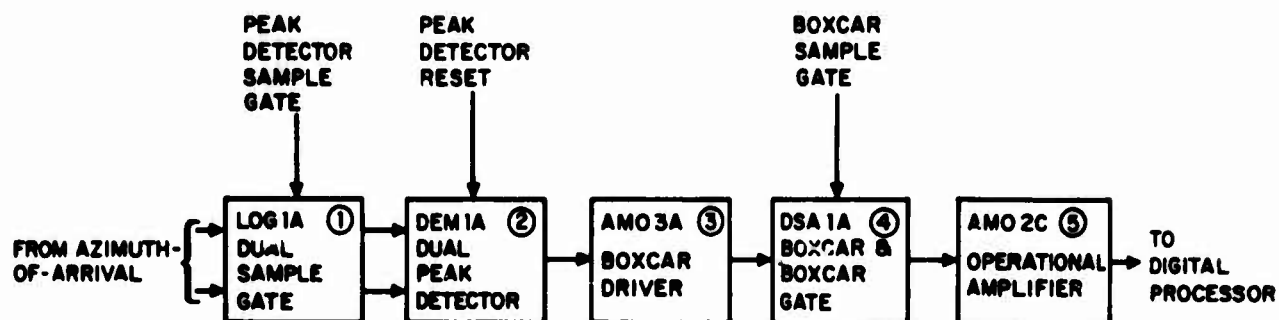 PEAK
DETECTOR
SAMPLE
GATE
PEAK
DETECTOR
RESET
BOXCAR
SAMPLE
GATE
FROM AZIMUTH-
OF-ARRIVAL
LOG 1A ①
DUAL
SAMPLE
GATE
DEM 1A ②
DUAL
PEAK
DETECTOR
AMO 3A ③
BOXCAR
DRIVER
DSA 1A ④
BOXCAR &
BOXCAR
GATE
AMO 2C ⑤
OPERATIONAL
AMPLIFIER
TO
DIGITAL
PROCESSOR